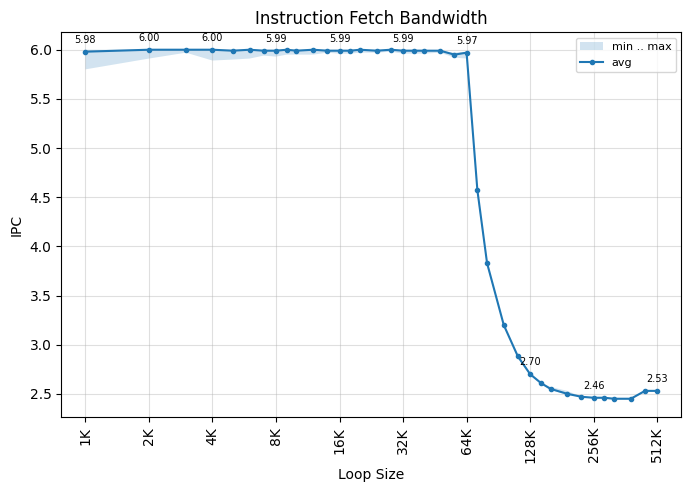 Instruction Fetch Bandwidth
5.98
6.00
6.00
5.99
5.99
5.99
5.97
2.70
2.46
2.53
min .. max
avg
IPC
6.0
5.5
5.0
4.5
4.0
3.5
3.0
2.5
1K
2K
4K
8K
16K
32K
64K
128K
256K
512K
Loop Size